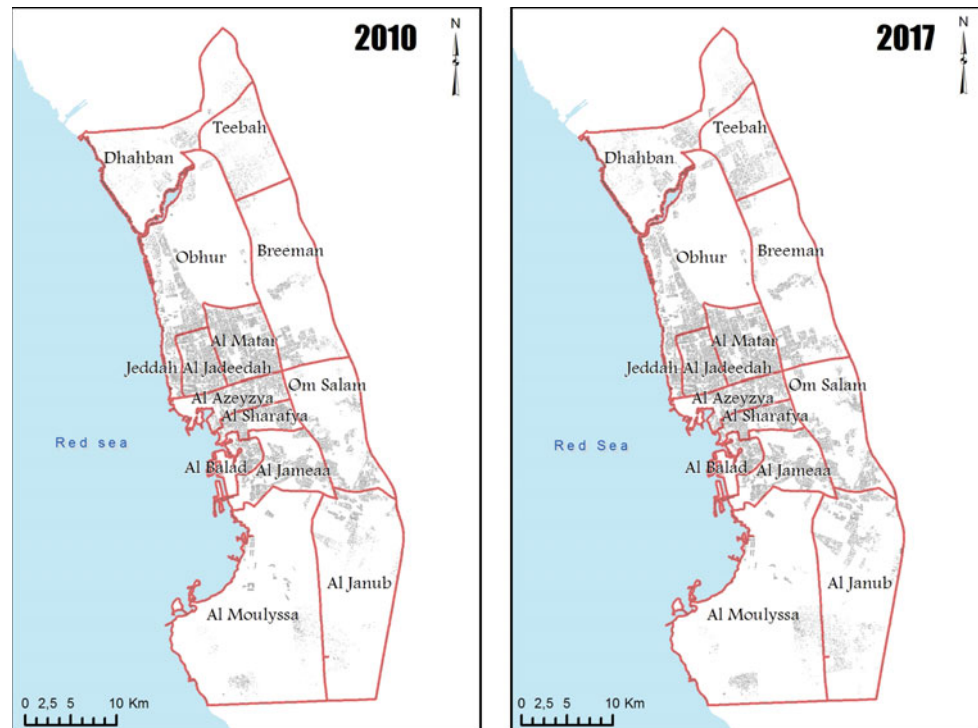 2010
N
Teebah
Dhahban
Obhur
Breeman
Al Matar
Jeddah Al Jadeedah
Om Salam
Al Azeyzya
Al Sharafya
Red sea
Al Balad
Al Jameaa
Al Janub
Al Moulyssa
0 2,5 5 10 Km
2017
N
Teebah
Dhahban
Obhur
Breeman
Al Matar
Jeddah Al Jadeedah
Om Salam
Al Azeyzya
Al Sharafya
Red Sea
Al Balad
Al Jameaa
Al Janub
Al Moulyssa
0 2,5 5 10 Km